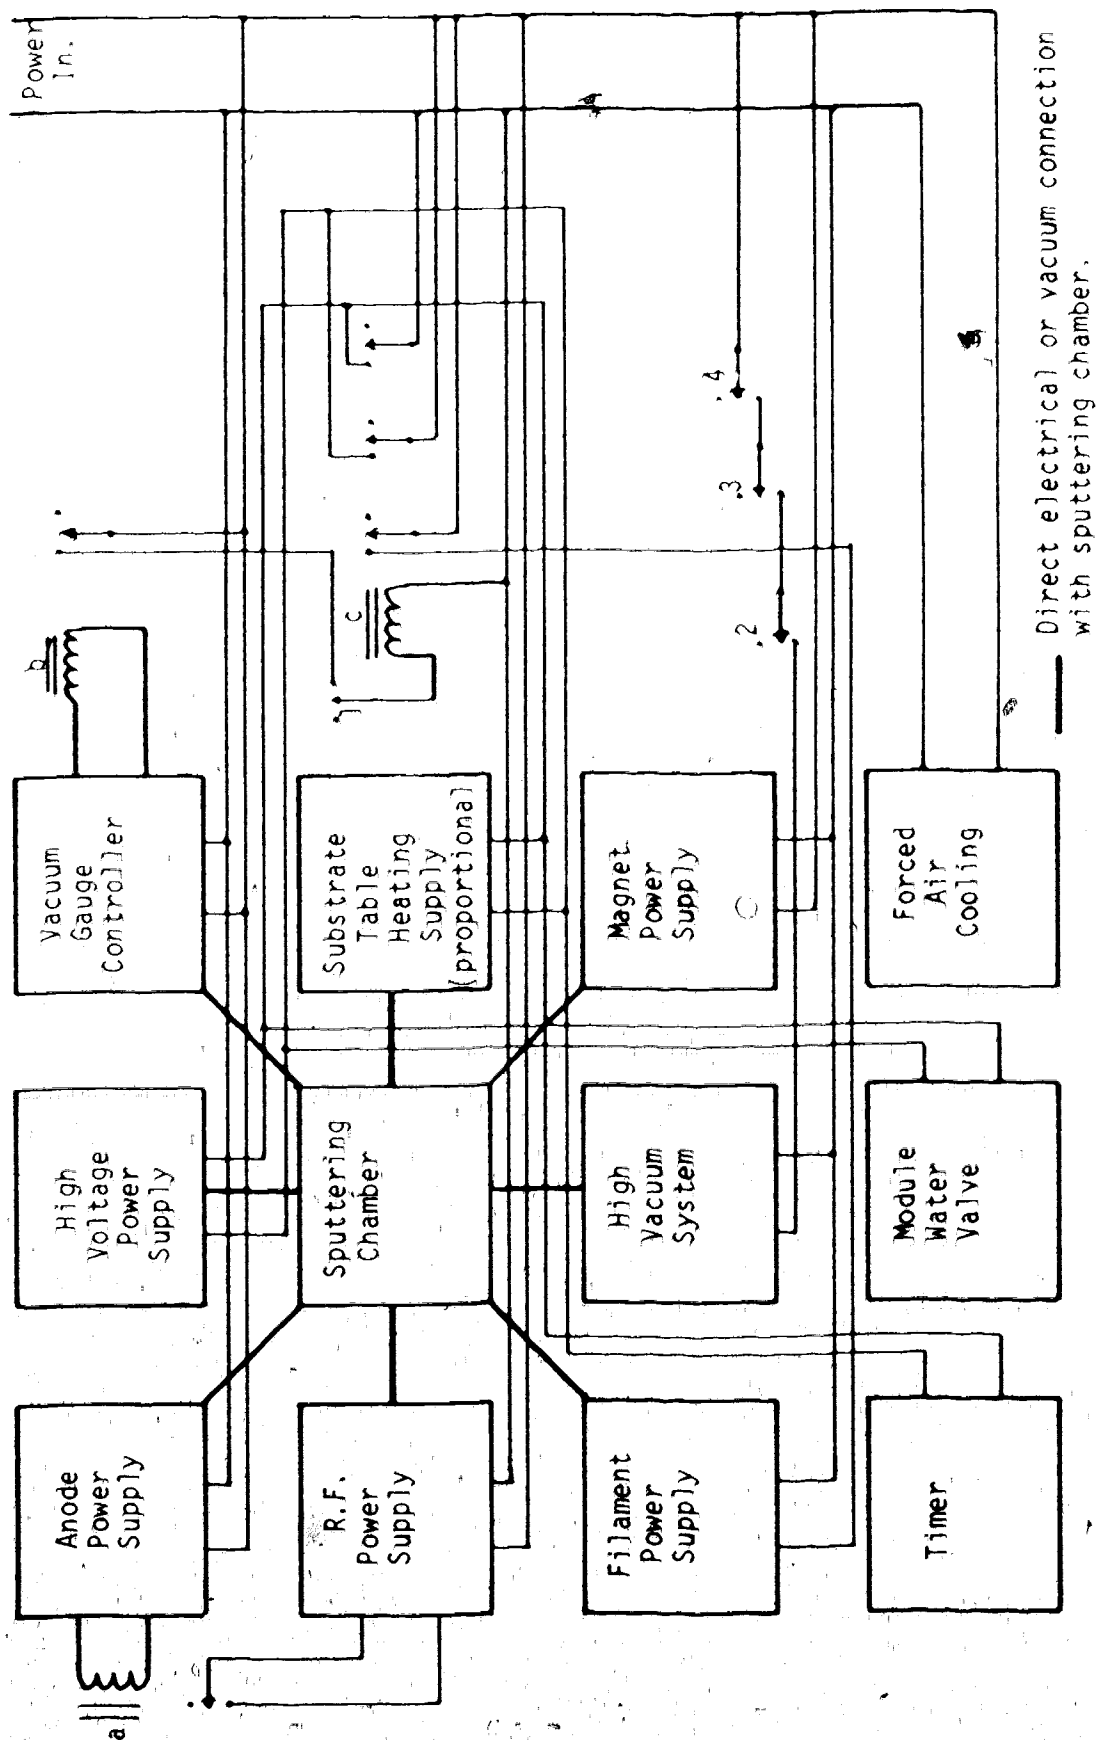 Anode
Power
Supply
High
Voltage
Power
Supply
Vacuum
Gauge
Controller
Power
In.
R.F.
Power
Supply
Sputtering
Chamber
Substrate
Table
Heating
Supply
(proportional)
Filament
Power
Supply
High
Vacuum
System
Magnet
Power
Supply
Timer
Module
Water
Valve
Forced
Air
Cooling
a
b
c
1
2
3
4
Direct electrical or vacuum connection
with sputtering chamber.